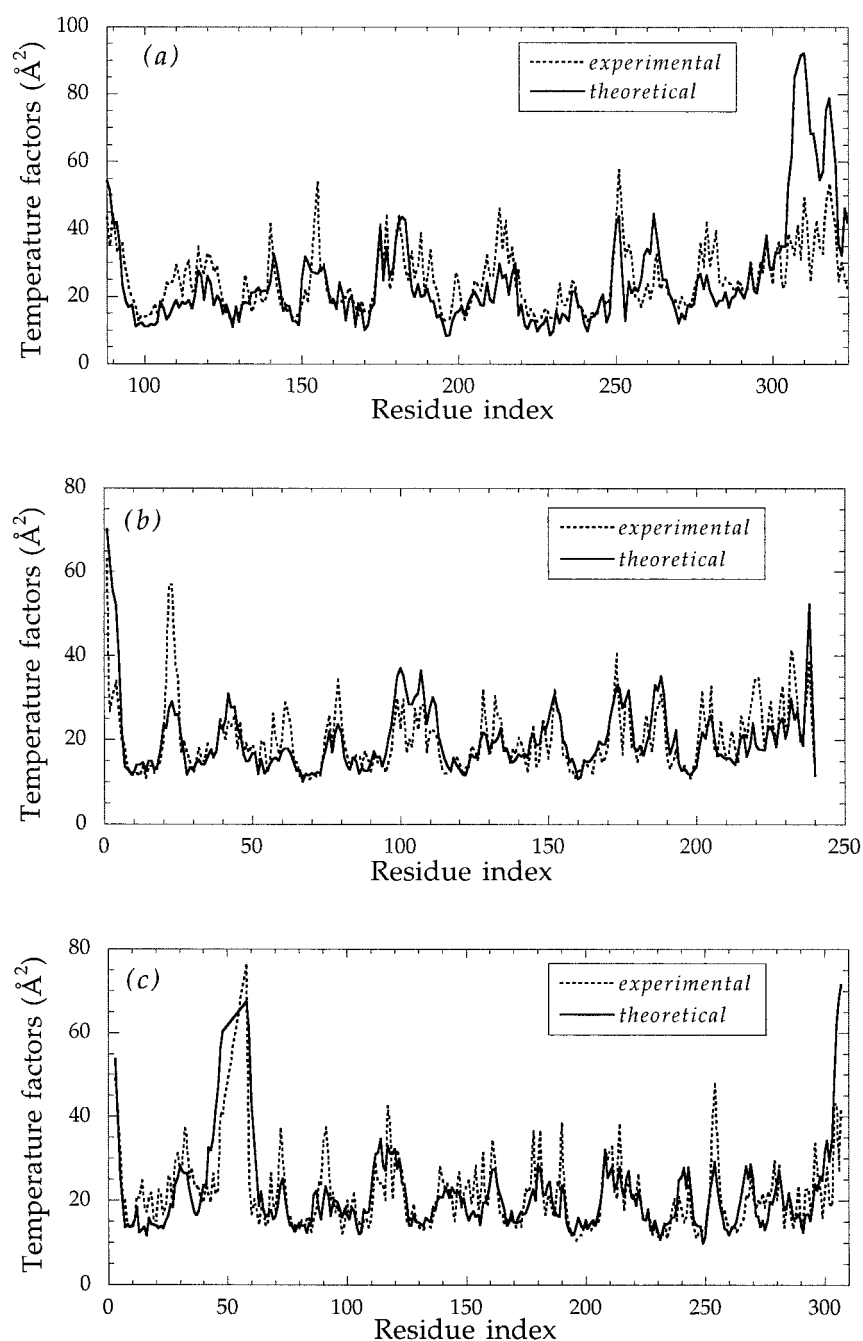 (a)
experimental
theoretical
Temperature factors (Å²)
100
80
60
40
20
0
100 150 200 250 300
Residue index
(b)
experimental
theoretical
Temperature factors (Å²)
80
60
40
20
0
0 50 100 150 200 250
Residue index
(c)
experimental
theoretical
Temperature factors (Å²)
80
60
40
20
0
0 50 100 150 200 250 300
Residue index